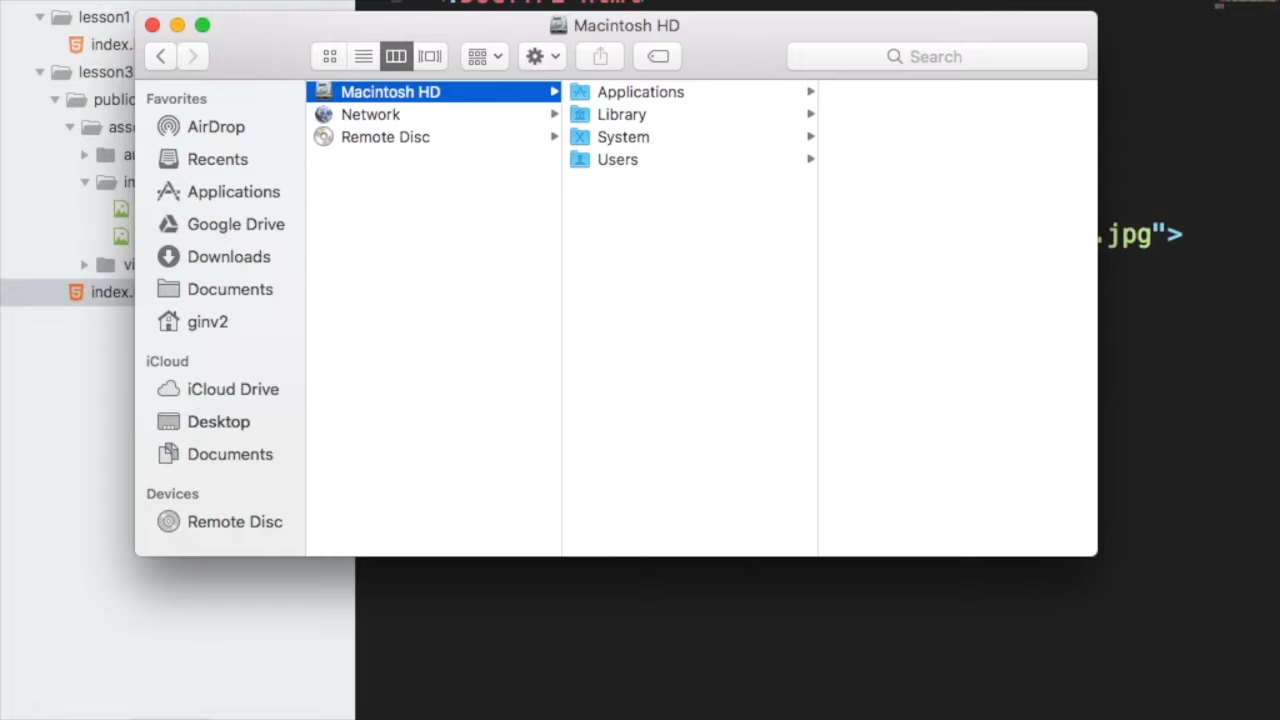 lesson1
Macintosh HD
index.
Search
lesson3
Favorites
Macintosh HD
Applications
public
Network
Library
AirDrop
Remote Disc
System
Recents
Users
Applications
Google Drive
.jpg">
Downloads
Documents
index.
ginv2
iCloud
iCloud Drive
Desktop
Documents
Devices
Remote Disc